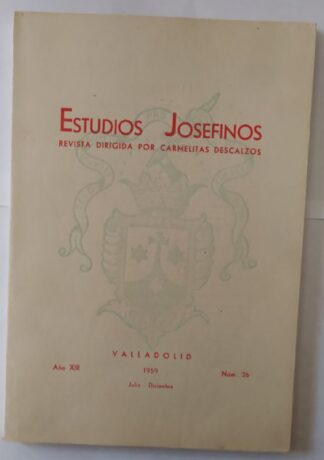 ESTUDIOS JOSEFINOS
REVISTA DIRIGIDA POR CARMELITAS DESCALZOS
VALLADOLID
Año XIII 1959 Núm. 26
Julio - Diciembre